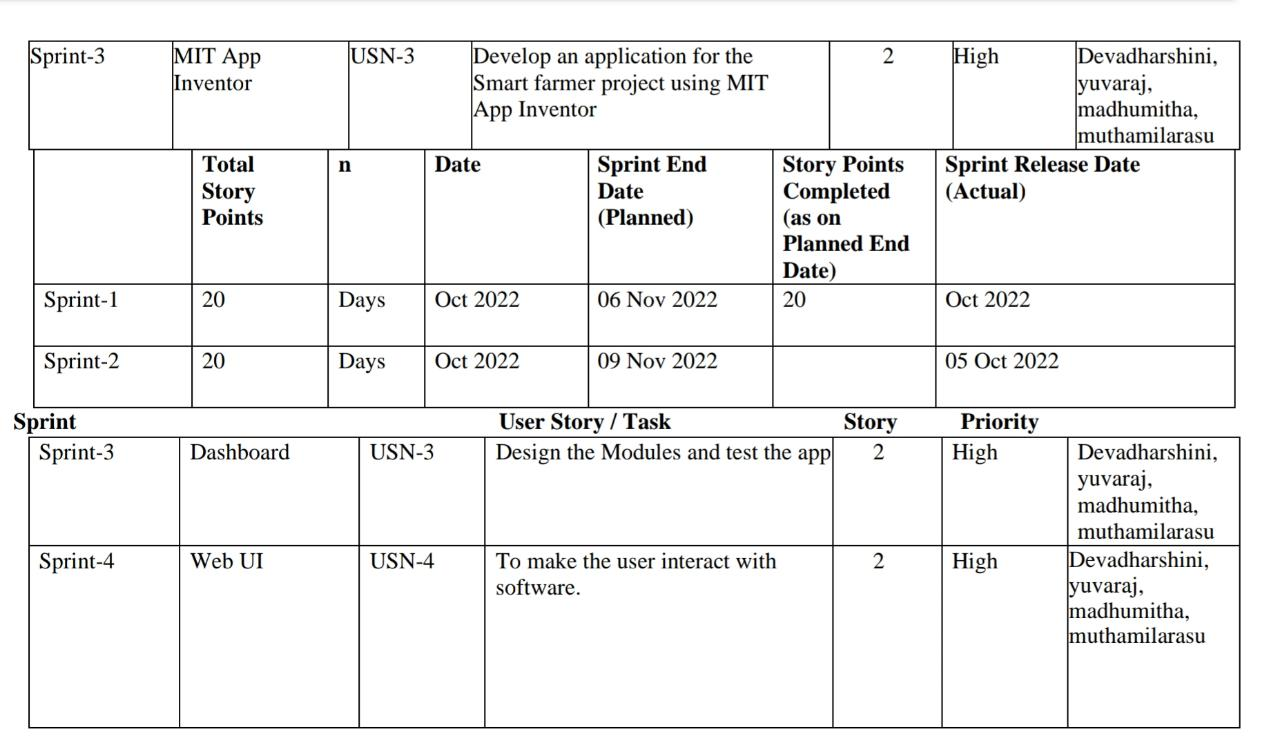 Sprint-3 MIT App USN-3 Develop an application for the 2 High Devadharshini,
Inventor Smart farmer project using MIT yuvaraj,
App Inventor madhumitha,
muthamilarasu
Total n Date Sprint End Story Points Sprint Release Date
Story Date Completed (Actual)
Points (Planned) (as on
Planned End
Date)
Sprint-1 20 Days Oct 2022 06 Nov 2022 20 Oct 2022
Sprint-2 20 Days Oct 2022 09 Nov 2022 05 Oct 2022
Sprint User Story / Task Story Priority
Sprint-3 Dashboard USN-3 Design the Modules and test the app 2 High Devadharshini,
yuvaraj,
madhumitha,
muthamilarasu
Sprint-4 Web UI USN-4 To make the user interact with 2 High Devadharshini,
software. yuvaraj,
madhumitha,
muthamilarasu